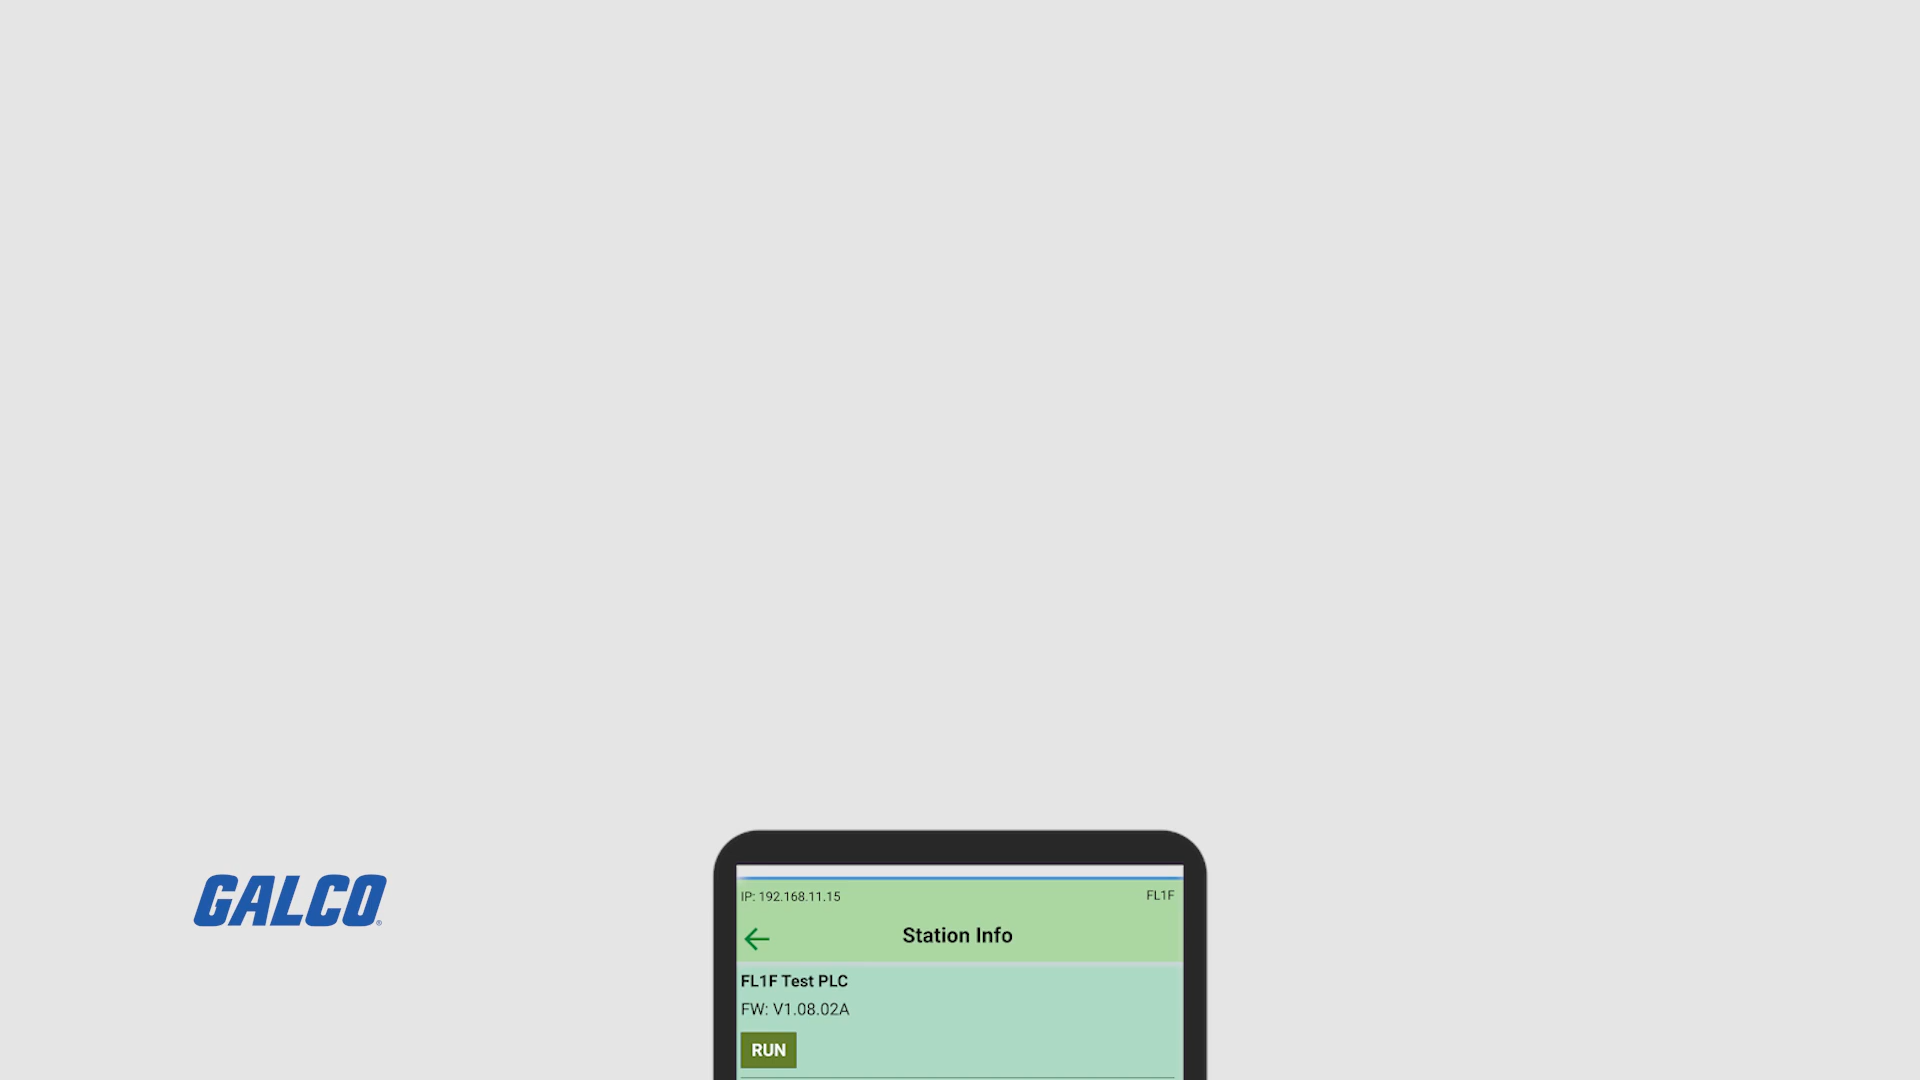 IP: 192.168.11.15
FL1F
Station Info
FL1F Test PLC
FW: V1.08.02A
RUN
GALCO®